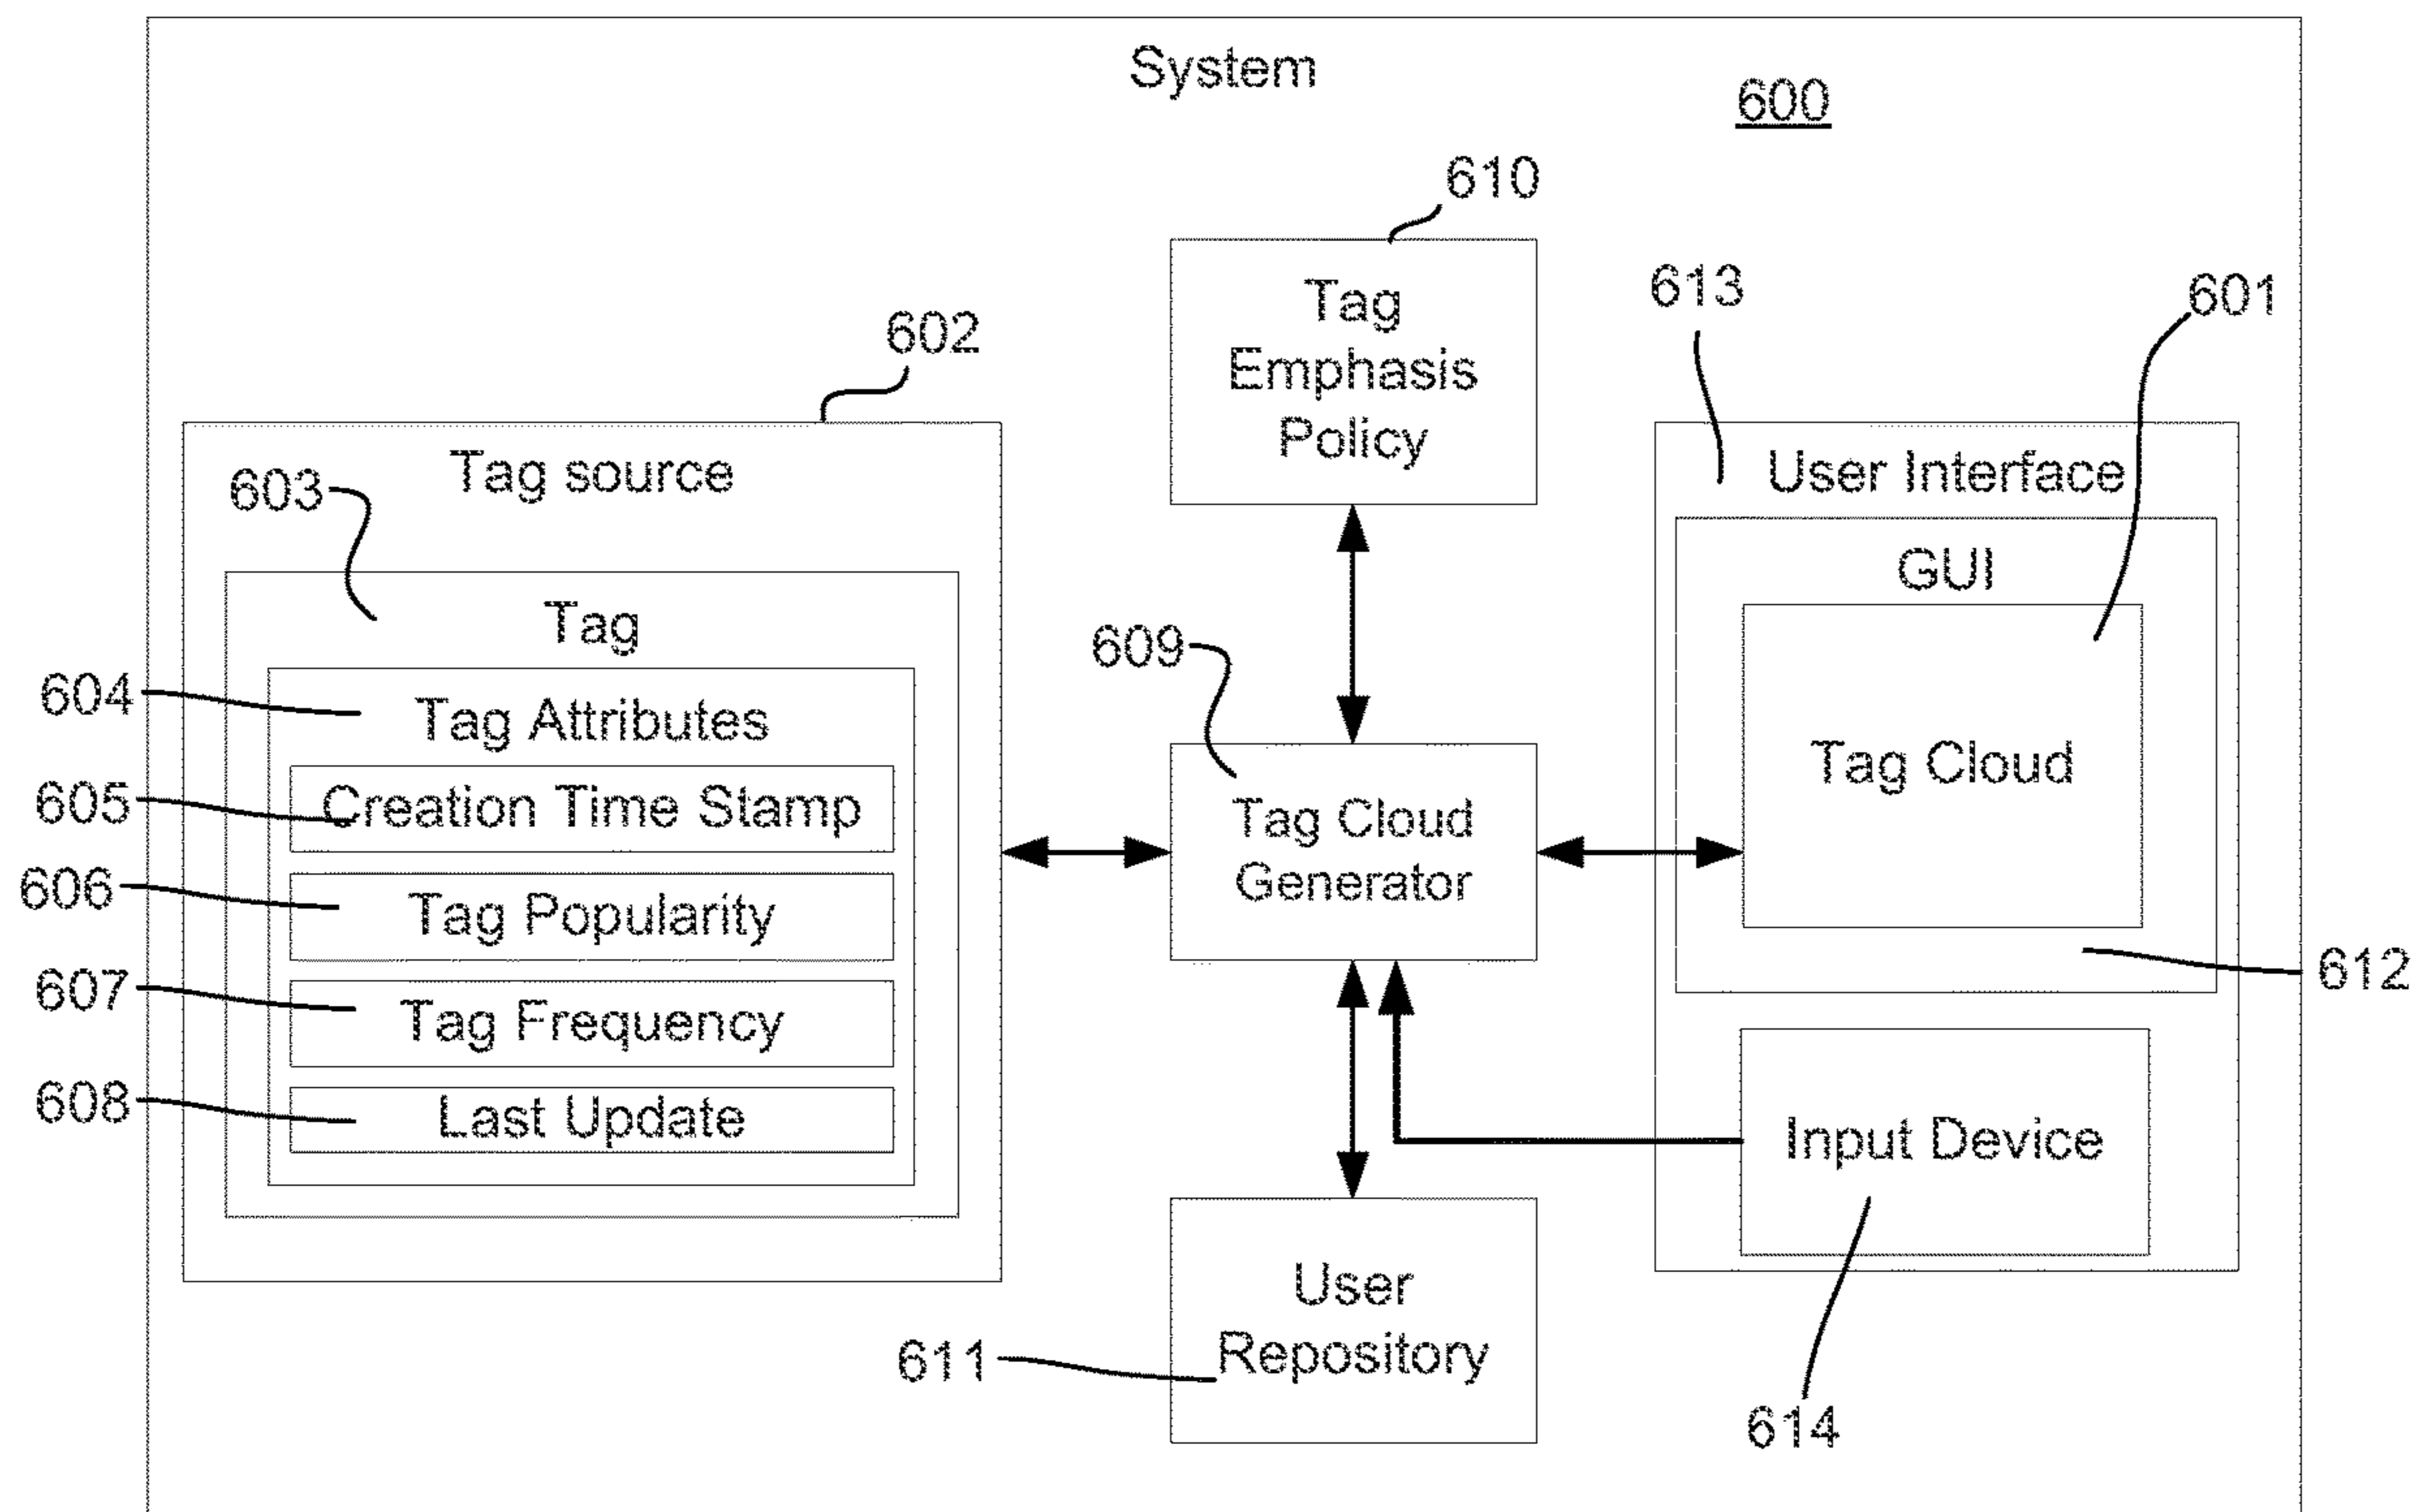 System
600
610
Tag
Emphasis
Policy
613
601
602
Tag source
603
User Interface
GUI
Tag
609
604
Tag Attributes
Tag Cloud
605
Creation Time Stamp
Tag Cloud
Generator
606
Tag Popularity
612
607
Tag Frequency
608
Last Update
Input Device
User
Repository
611
614